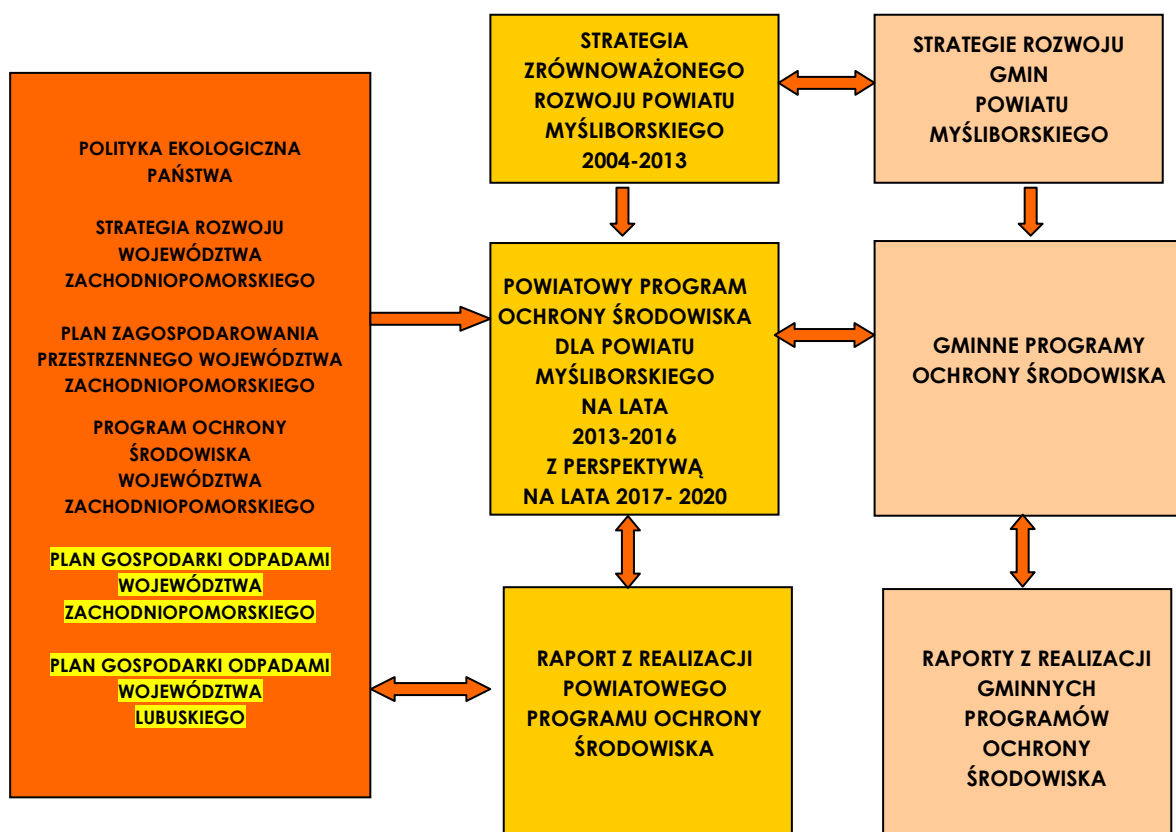 POLITYKA EKOLOGICZNA
PAŃSTWA
STRATEGIA ROZWOJU
WOJEWÓDZTWA
ZACHODNIOPOMORSKIEGO
PLAN ZAGOSPODAROWANIA
PRZESTRZENNEGO WOJEWÓDZTWA
ZACHODNIOPOMORSKIEGO
PROGRAM OCHRONY
ŚRODOWISKA
WOJEWÓDZTWA
ZACHODNIOPOMORSKIEGO
PLAN GOSPODARKI ODPADAMI
WOJEWÓDZTWA
ZACHODNIOPOMORSKIEGO
PLAN GOSPODARKI ODPADAMI
WOJEWÓDZTWA
LUBUSKIEGO
STRATEGIA
ZRÓWNOWAŻONEGO
ROZWOJU POWIATU
MYŚLIBORSKIEGO
2004-2013
STRATEGIE ROZWOJU
GMIN
POWIATU
MYŚLIBORSKIEGO
POWIATOWY PROGRAM
OCHRONY ŚRODOWISKA
DLA POWIATU
MYŚLIBORSKIEGO
NA LATA
2013-2016
Z PERSPEKTYWĄ
NA LATA 2017- 2020
GMINNE PROGRAMY
OCHRONY ŚRODOWISKA
RAPORT Z REALIZACJI
POWIATOWEGO
PROGRAMU OCHRONY
ŚRODOWISKA
RAPORTY Z REALIZACJI
GMINNYCH
PROGRAMÓW
OCHRONY
ŚRODOWISKA